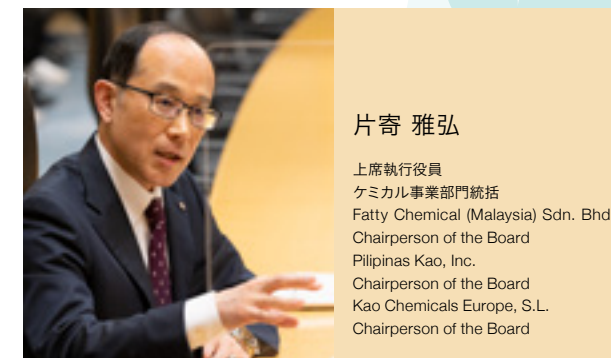 片寄 雅弘
上席執行役員
ケミカル事業部門統括
Fatty Chemical (Malaysia) Sdn. Bhd
Chairperson of the Board
Pilipinas Kao, Inc.
Chairperson of the Board
Kao Chemicals Europe, S.L.
Chairperson of the Board